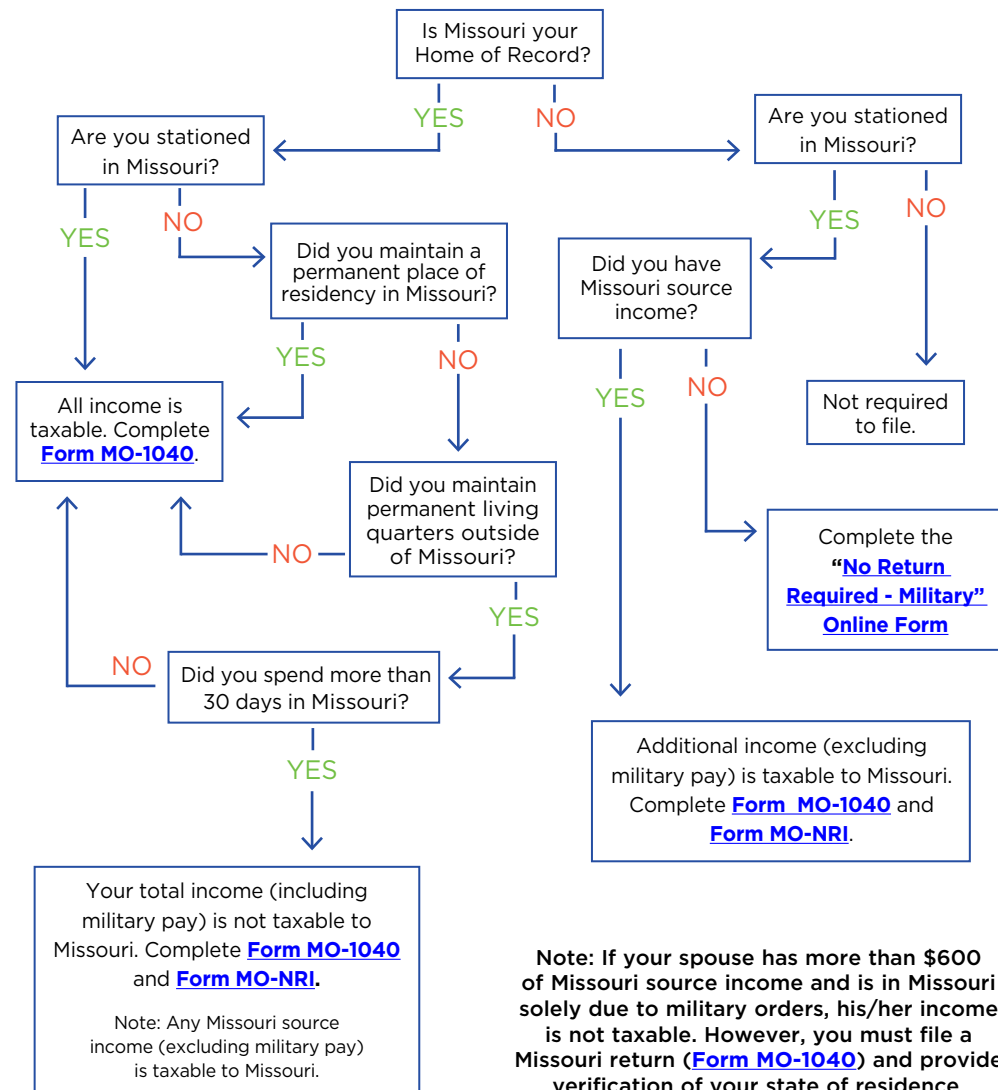 Is Missouri your
Home of Record?
YES
NO
Are you stationed
in Missouri?
YES
NO
Did you maintain a
permanent place of
residency in Missouri?
YES
NO
All income is
taxable. Complete
Form MO-1040.
Did you maintain
permanent living
quarters outside
of Missouri?
NO
YES
Did you spend more than
30 days in Missouri?
NO
YES
Your total income (including
military pay) is not taxable to
Missouri. Complete Form MO-1040
and Form MO-NRI.
Note: Any Missouri source
income (excluding military pay)
is taxable to Missouri.
Are you stationed
in Missouri?
YES
NO
Did you have
Missouri source
income?
YES
NO
Not required
to file.
Complete the
“No Return
Required - Military”
Online Form
Additional income (excluding
military pay) is taxable to Missouri.
Complete Form MO-1040 and
Form MO-NRI.
Note: If your spouse has more than $600
of Missouri source income and is in Missouri
solely due to military orders, his/her income
is not taxable. However, you must file a
Missouri return (Form MO-1040) and provide
verification of your state of residence